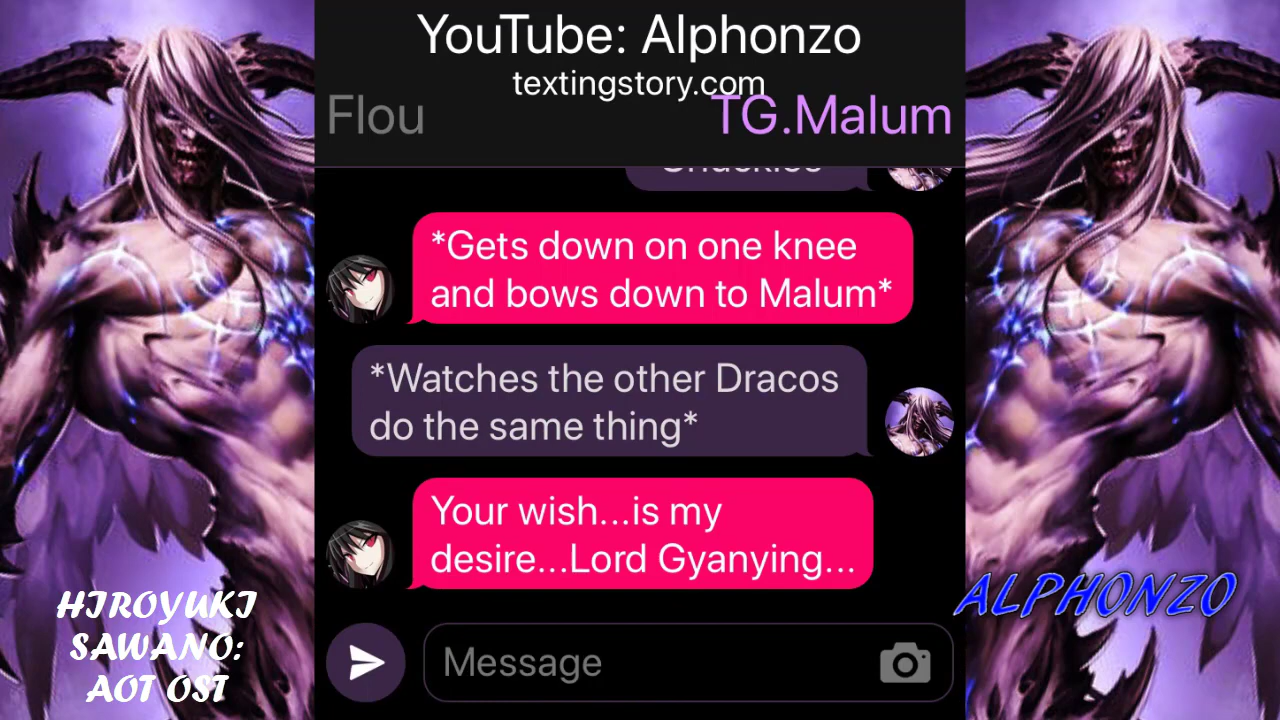 YouTube: Alphonzo
textingstory.com
Flou
TG.Malum
*Gets down on one knee
and bows down to Malum*
*Watches the other Dracos
do the same thing*
Your wish...is my
desire...Lord Gyanying...
Message
HIROYUKI
SAWANO:
AOT OST
ALPHONZO